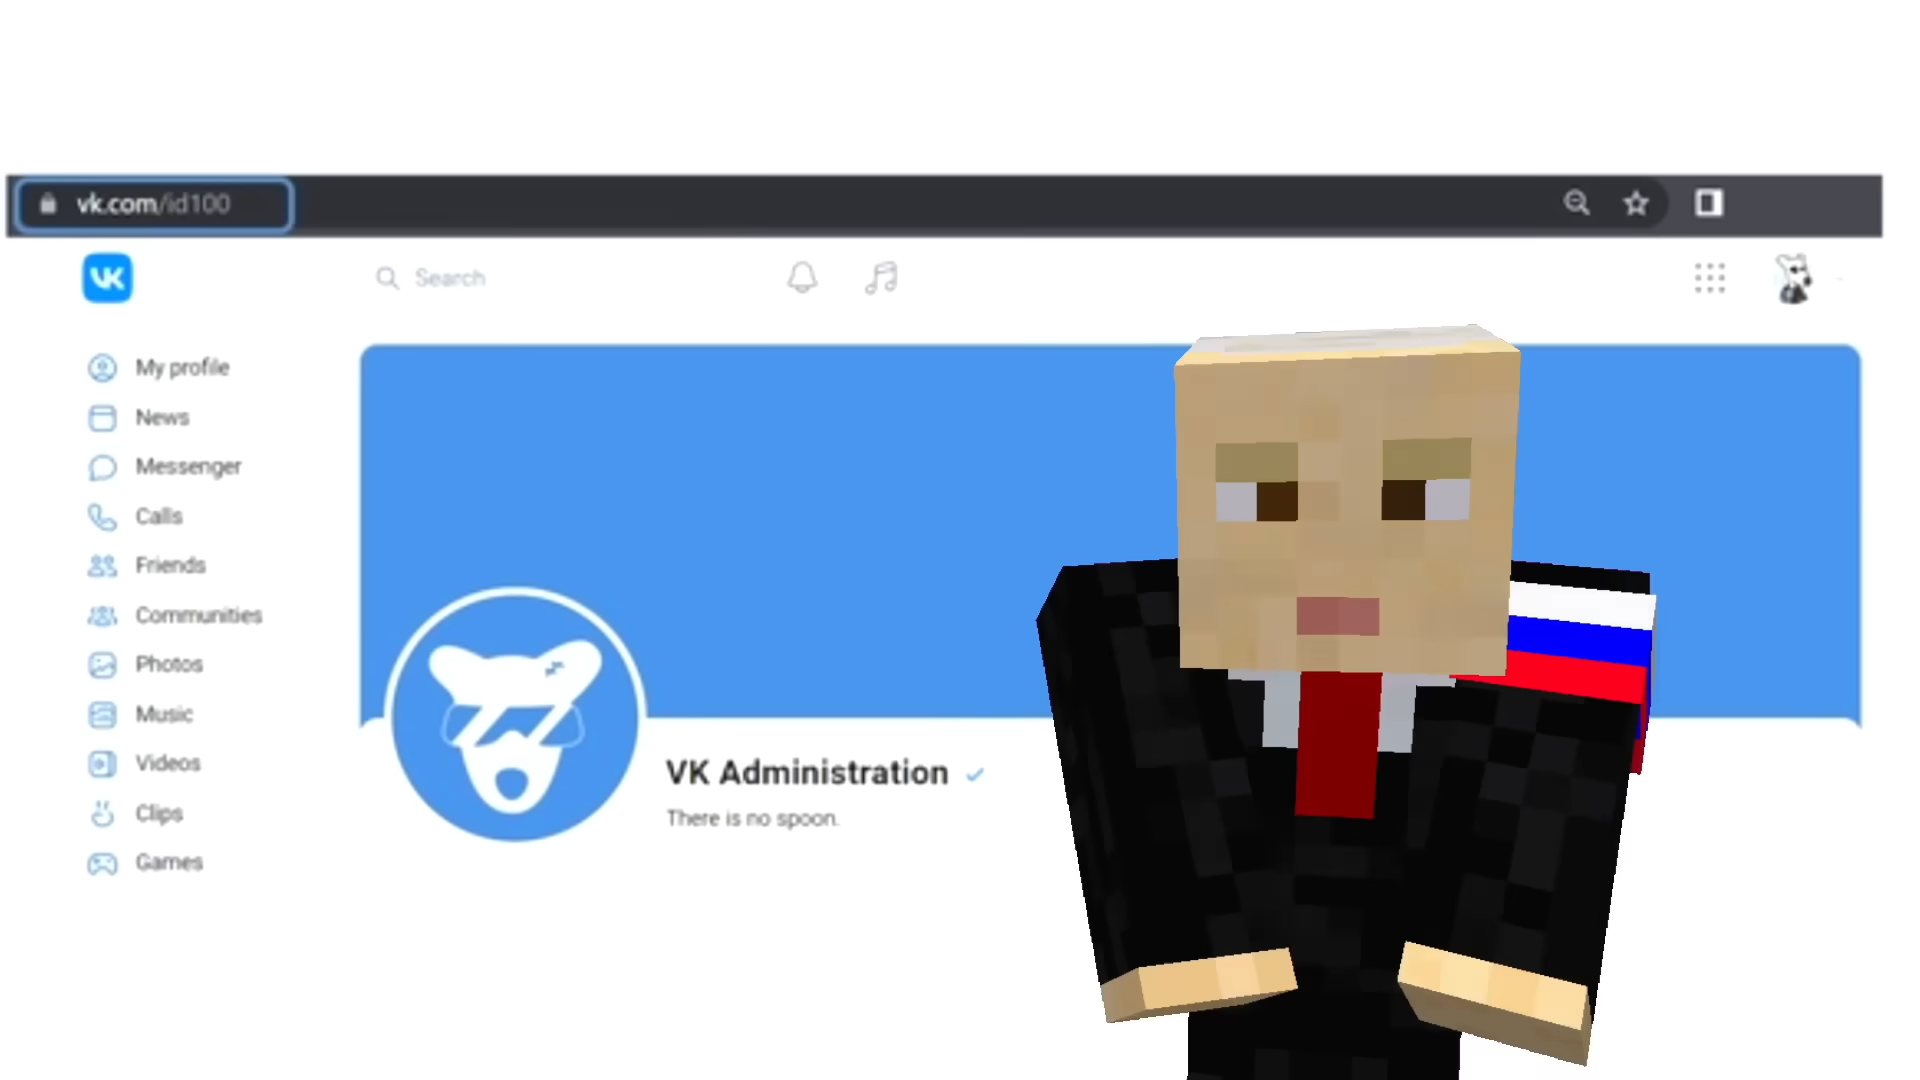 vk.com/id100
VK
Search
My profile
News
Messenger
Calls
Friends
Communities
Photos
Music
Videos
Clips
Games
VK Administration
There is no spoon.